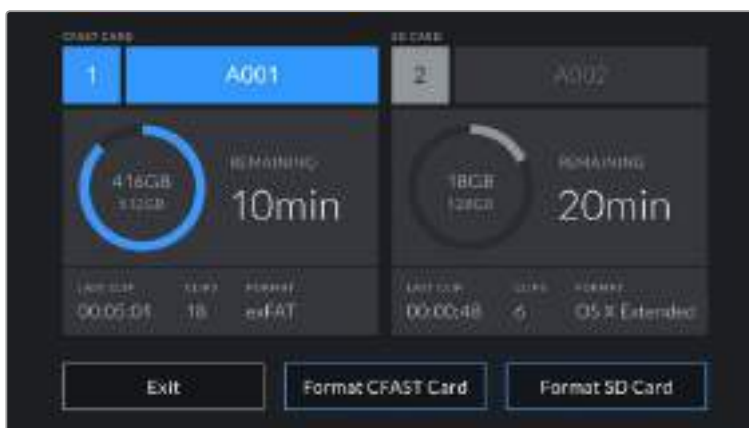 CFAST CARD
1
A001
416GB
512GB
REMAINING
10min
LAST CLIP
CLIPS
FORMAT
00:05:01
18
exFAT
SD CARD
2
A002
18GB
128GB
REMAINING
20min
LAST CLIP
CLIPS
FORMAT
00:00:48
6
OS X Extended
Exit
Format CFAST Card
Format SD Card